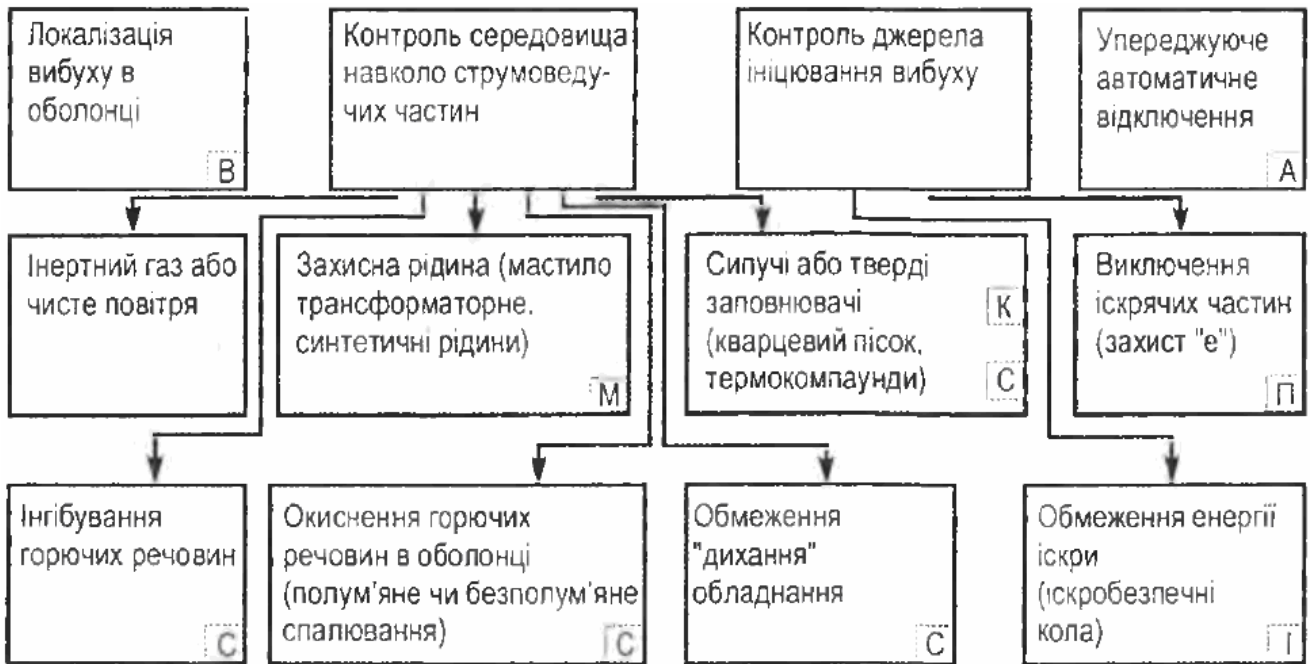 Локалізація
вибуху в
оболонці
В
Контроль середовища
навколо струмоведу-
чих частин
Контроль джерела
ініціювання вибуху
Упереджуюче
автоматичне
відключення
А
Інертний газ або
чисте повітря
Захисна рідина (мастило
трансформаторне,
синтетичні рідини)
М
Сипучі або тверді
заповнювачі
(кварцевий пісок,
термокомпаунди)
К
С
Виключення
іскрячих частин
(захист "е")
П
Інгібування
горючих речовин
С
Окиснення горючих
речовин в оболонці
(полум'яне чи безполум'яне
спалювання)
С
Обмеження
"дихання"
обладнання
С
Обмеження енергії
іскри
(іскробезпечні
кола)
І